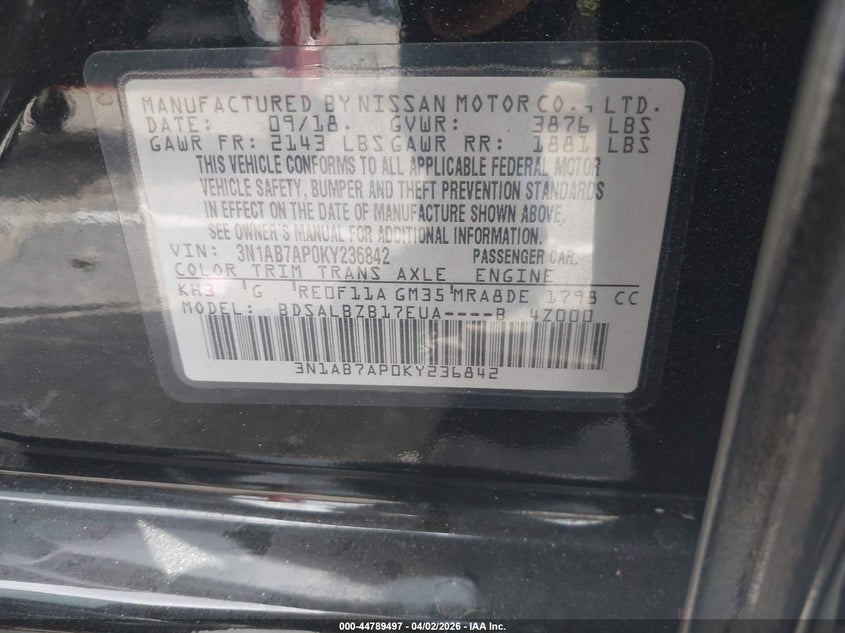 MANUFACTURED BY NISSAN MOTOR CO., LTD.
DATE: 09/18. GVWR: 3876 LBS
GAWR FR: 2143 LBS GAWR RR: 1881 LBS
THIS VEHICLE CONFORMS TO ALL APPLICABLE FEDERAL MOTOR
VEHICLE SAFETY, BUMPER AND THEFT PREVENTION STANDARDS
IN EFFECT ON THE DATE OF MANUFACTURE SHOWN ABOVE.
SEE OWNER'S MANUAL FOR ADDITIONAL INFORMATION.
VIN: 3N1AB7AP0KY236842 PASSENGER CAR.
COLOR TRIM TRANS AXLE ENGINE
KH3 G RE0F11A GM35 MRA8DE 1798 CC
MODEL: BDSALBZB17EUA----B 4Z000
3N1AB7AP0KY236842
000-44789497 - 04/02/2026 - IAA Inc.